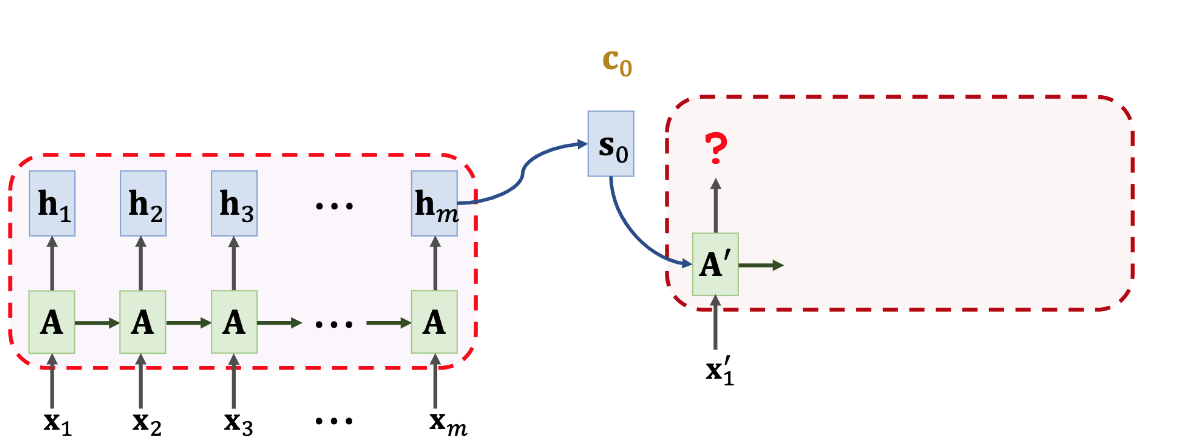 c₀
s₀
?
h₁ h₂ h₃ ⋯ hₘ
A′
A A A ⋯ A
x′₁
x₁ x₂ x₃ ⋯ xₘ